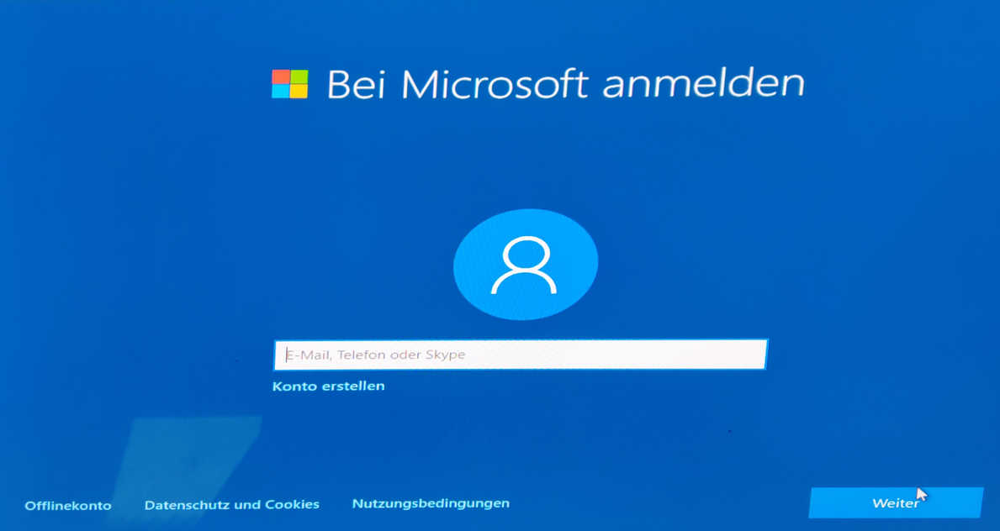 Bei Microsoft anmelden
E-Mail, Telefon oder Skype
Konto erstellen
Offlinekonto Datenschutz und Cookies Nutzungsbedingungen Weiter